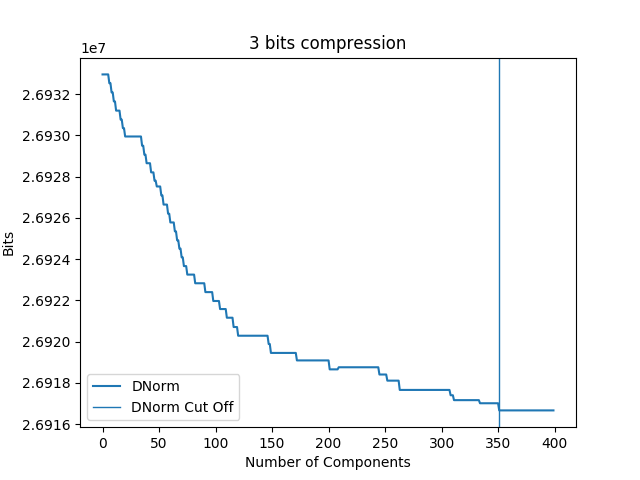 3 bits compression
1e7
2.6932
2.6930
2.6928
2.6926
2.6924
2.6922
2.6920
2.6918
2.6916
Bits
DNorm
DNorm Cut Off
0 50 100 150 200 250 300 350 400
Number of Components